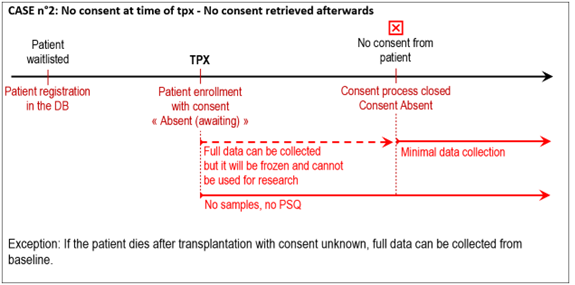 CASE n°2: No consent at time of tpx - No consent retrieved afterwards
Patient
waitlisted
TPX
No consent from
patient
Patient registration
in the DB
Patient enrollment
with consent
« Absent (awaiting) »
Consent process closed
Consent Absent
Full data can be collected
but it will be frozen and cannot
be used for research
Minimal data collection
No samples, no PSQ
Exception: If the patient dies after transplantation with consent unknown, full data can be collected from
baseline.